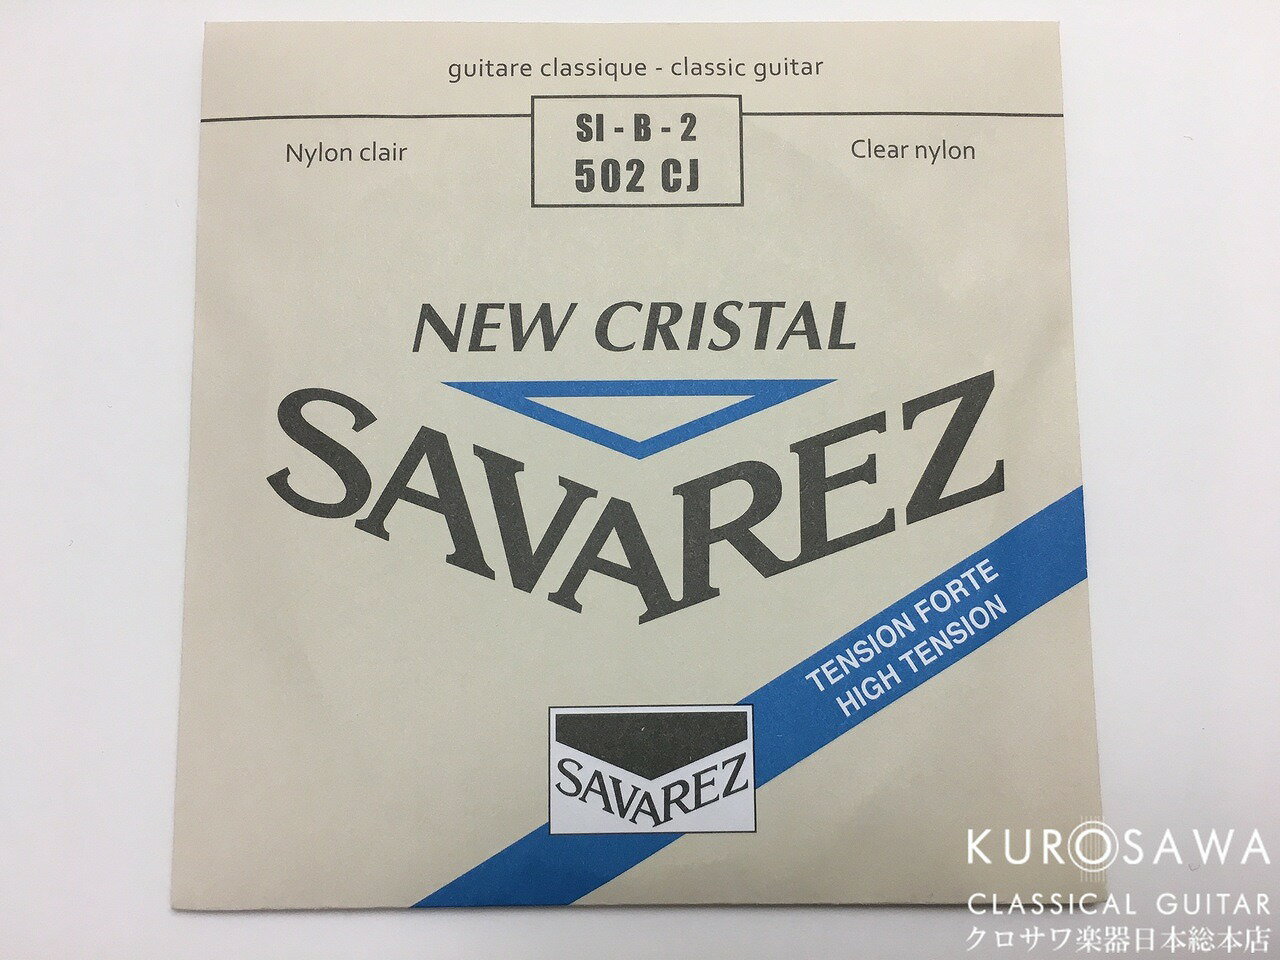 guitare classique - classic guitar
SI - B - 2
502 CJ
Nylon clair
Clear nylon
NEW CRISTAL
SAVAREZ
TENSION FORTE
HIGH TENSION
SAVAREZ
KUROSAWA
CLASSICAL GUITAR
クロサワ楽器日本総本店